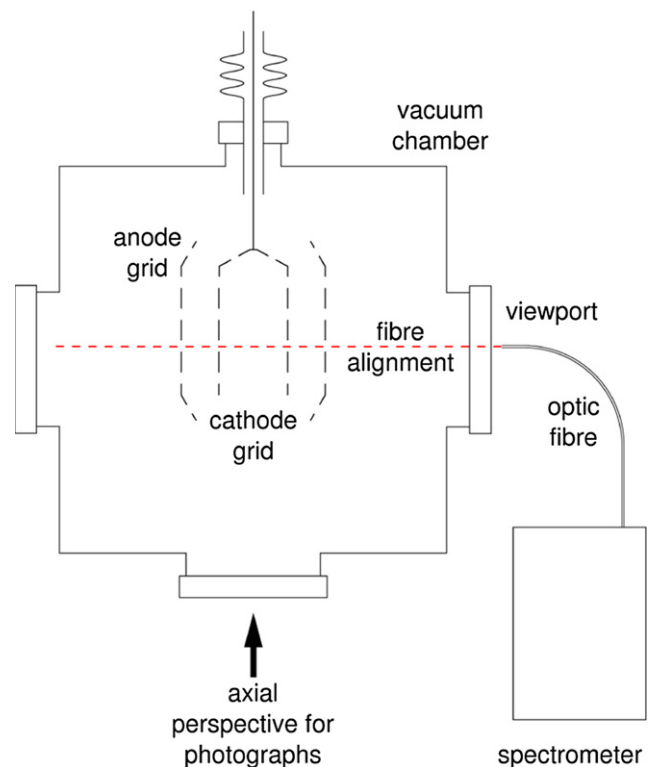 vacuum
chamber
anode
grid
viewport
fibre
alignment
optic
fibre
cathode
grid
axial
perspective for
photographs
spectrometer